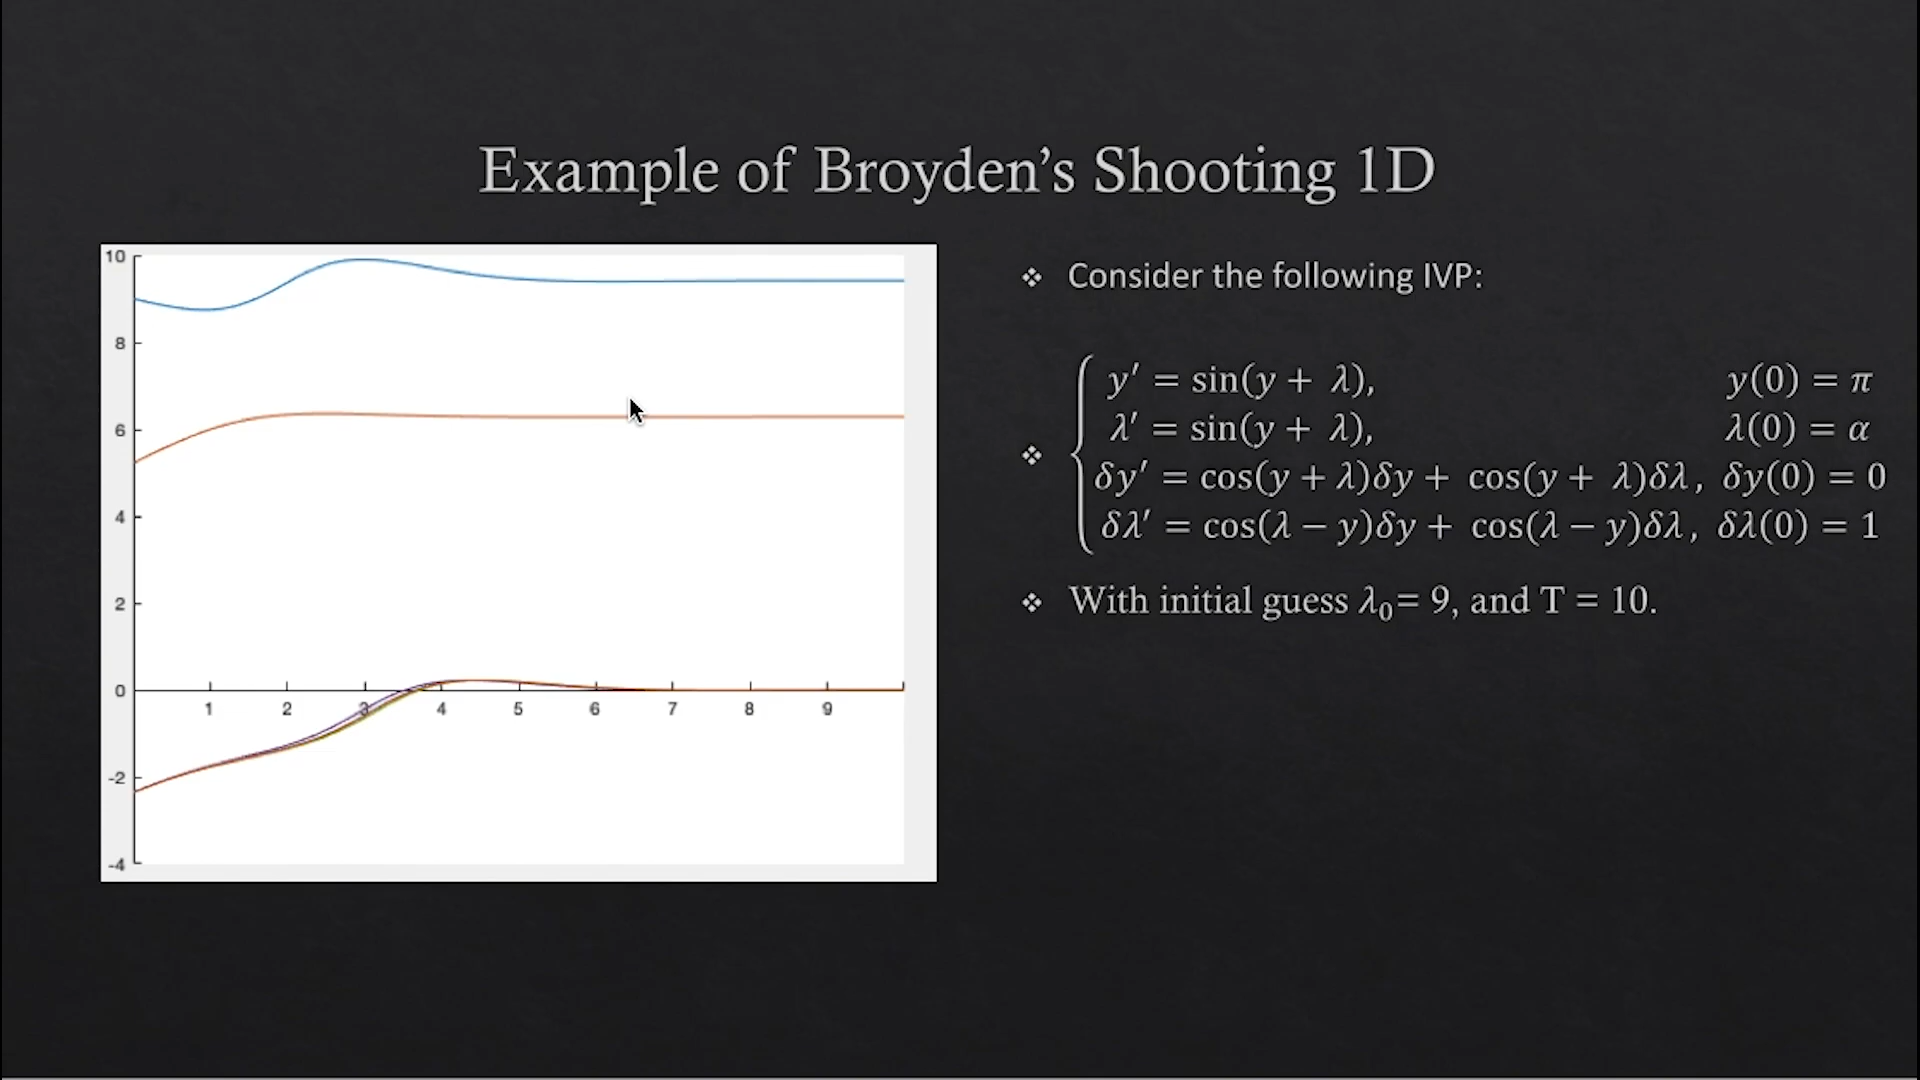 Example of Broyden’s Shooting 1D
10
8
6
4
2
0
-2
-4
1 2 3 4 5 6 7 8 9
❖ Consider the following IVP:
y′ = sin(y + λ), y(0) = π
λ′ = sin(y + λ), λ(0) = α
❖ δy′ = cos(y + λ)δy + cos(y + λ)δλ, δy(0) = 0
δλ′ = cos(λ − y)δy + cos(λ − y)δλ, δλ(0) = 1
❖ With initial guess λ₀= 9, and T = 10.